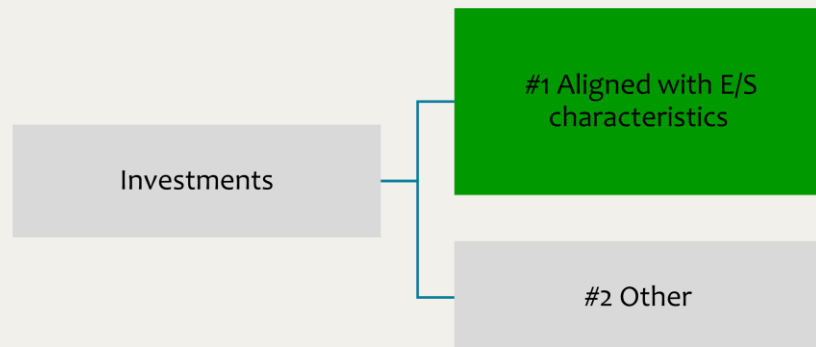 #1 Aligned with E/S
characteristics
Investments
#2 Other